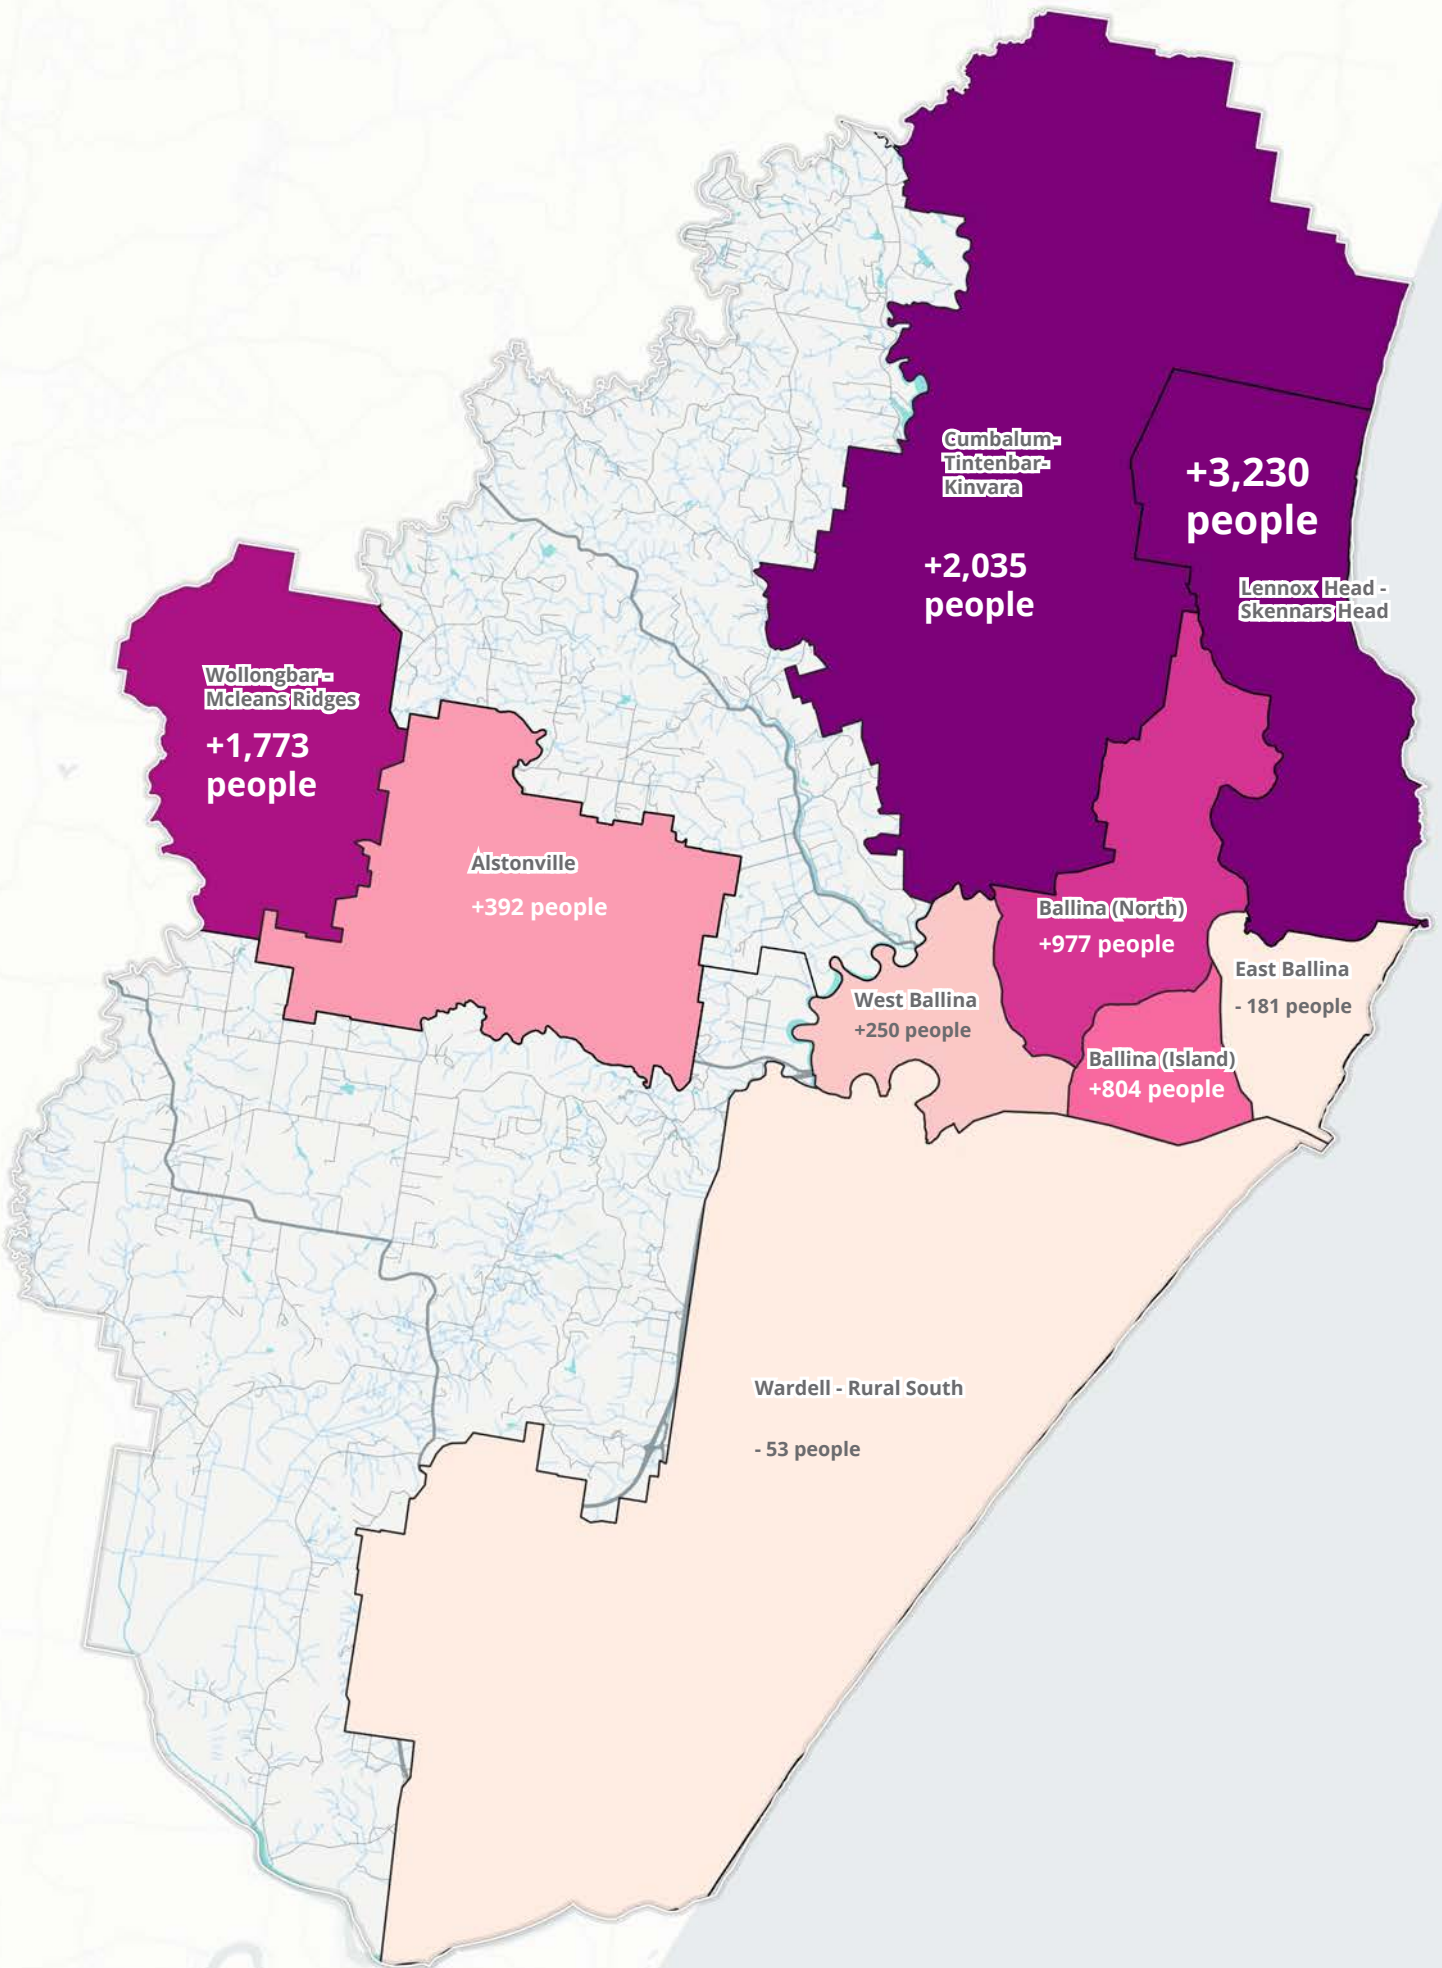 Cumbalum-
Tintenbar-
Kinvara
+2,035
people
+3,230
people
Lennox Head -
Skennars Head
Wollongbar -
Mcleans Ridges
+1,773
people
Alstonville
+392 people
Ballina (North)
+977 people
East Ballina
- 181 people
West Ballina
+250 people
Ballina (Island)
+804 people
Wardell - Rural South
- 53 people